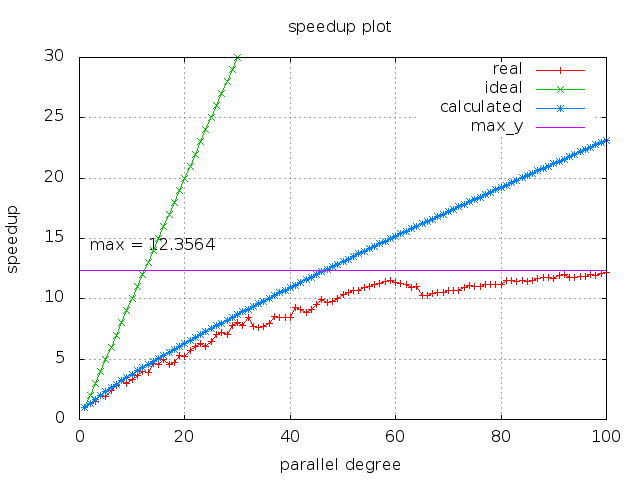 speedup plot
30
25
20
15
10
5
0
0
20
40
60
80
100
speedup
parallel degree
real
ideal
calculated
max_y
max = 12.3564